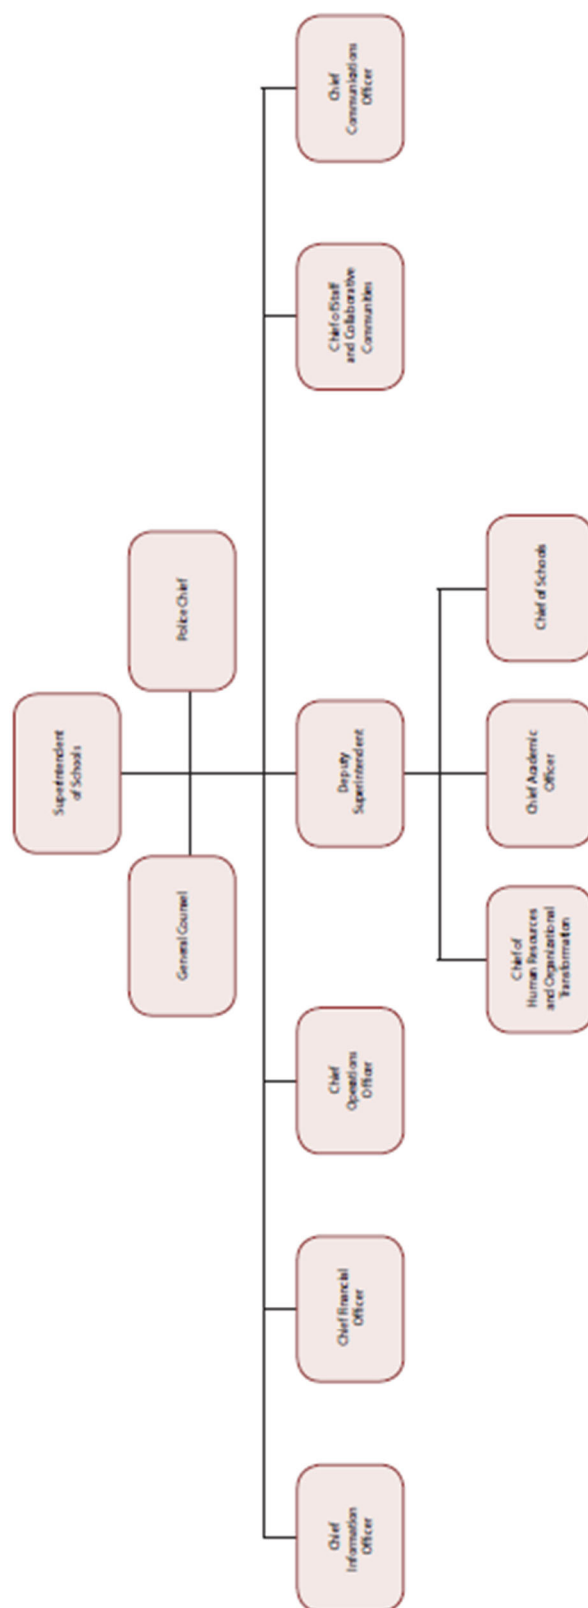 Superintendent
of Schools
General Counsel
Police Chief
Chief
Information
Officer
Chief Financial
Officer
Chief
Operations
Officer
Deputy
Superintendent
Chief of Staff
and Collaborative
Communities
Chief
Communications
Officer
Chief of
Human Resources
and Organizational
Transformation
Chief Academic
Officer
Chief of Schools